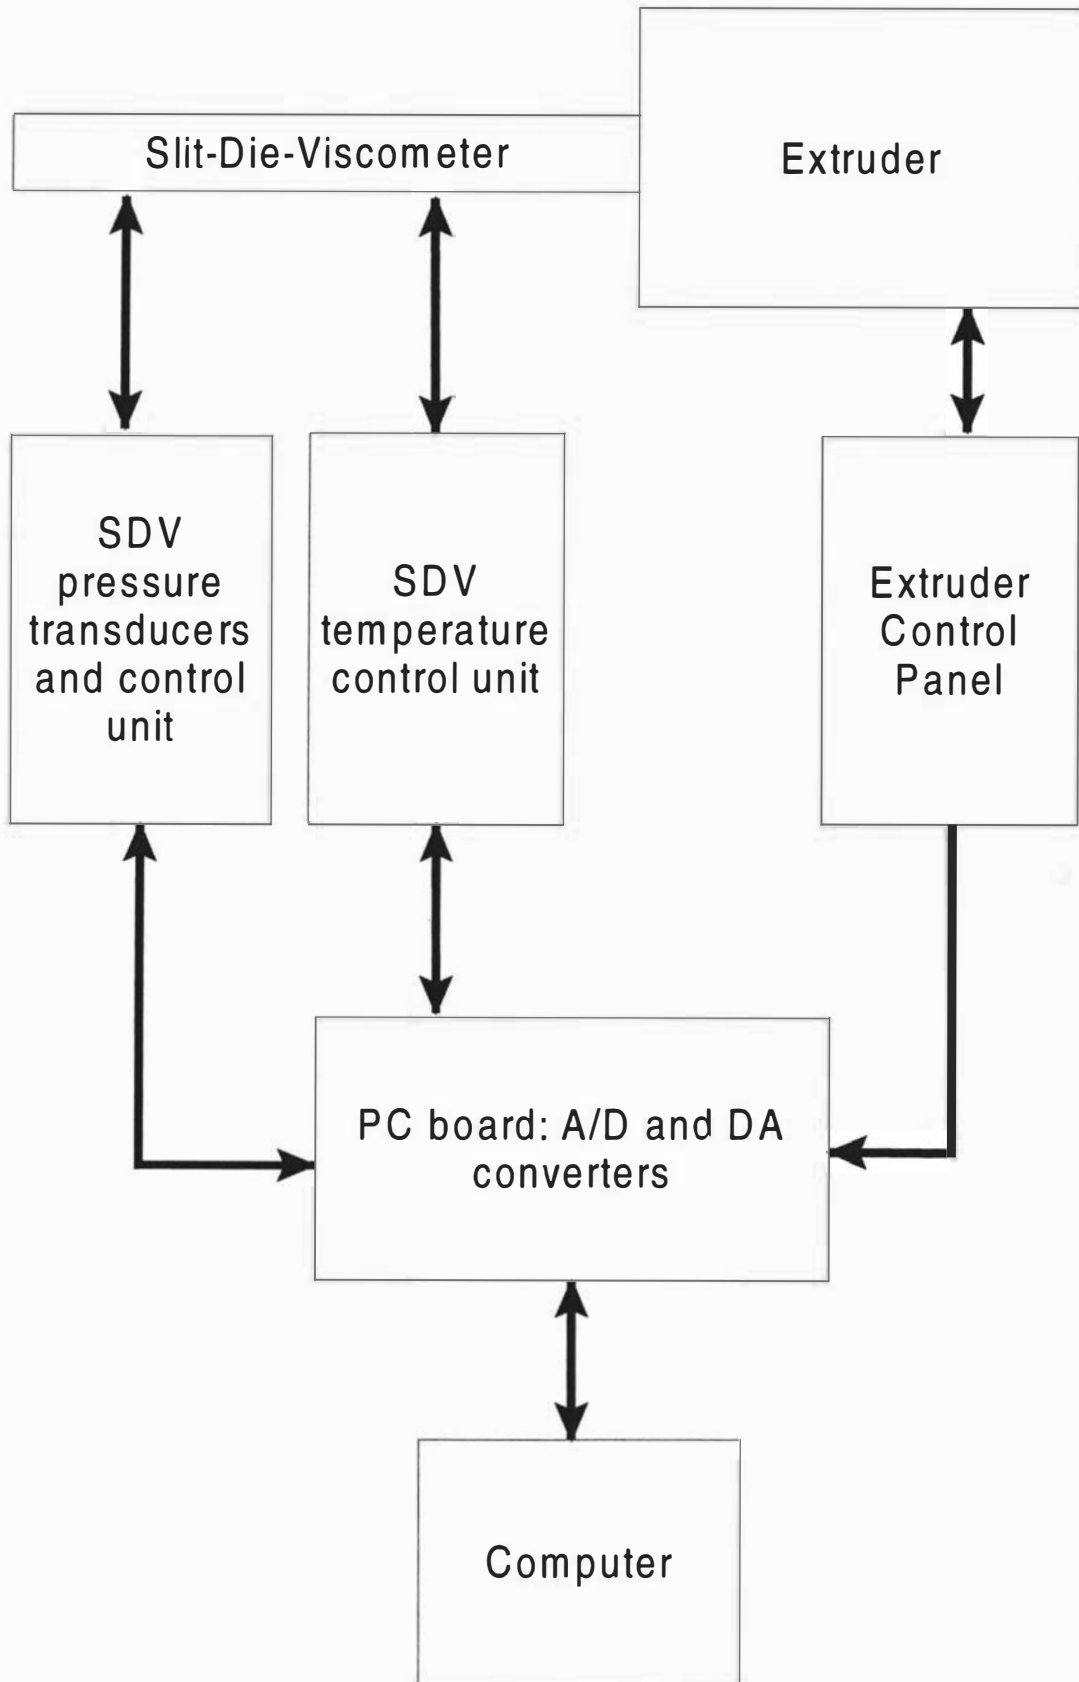 Slit-Die-Viscometer
Extruder
SDV
pressure
transducers
and control
unit
SDV
temperature
control unit
Extruder
Control
Panel
PC board: A/D and DA
converters
Computer